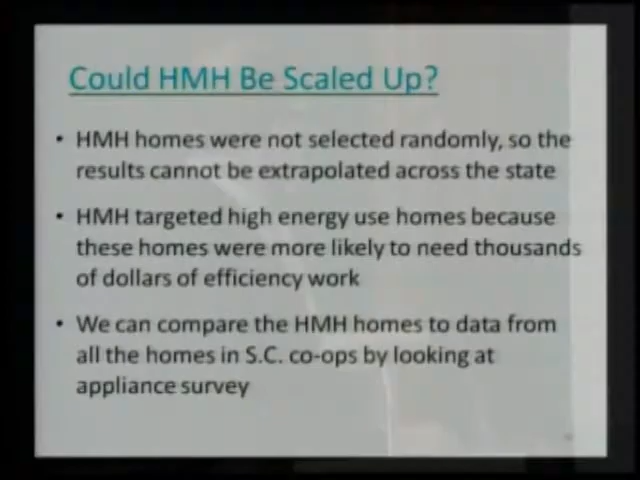 Could HMH Be Scaled Up?
• HMH homes were not selected randomly, so the
results cannot be extrapolated across the state
• HMH targeted high energy use homes because
these homes were more likely to need thousands
of dollars of efficiency work
• We can compare the HMH homes to data from
all the homes in S.C. co-ops by looking at
appliance survey